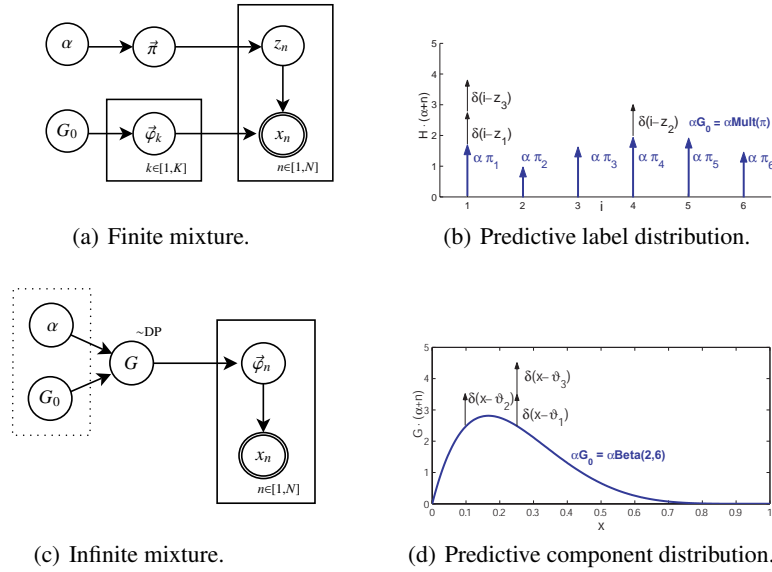 α
π⃗
z_n
G_0
φ⃗_k
x_n
k∈[1,K]
n∈[1,N]
(a) Finite mixture.
5
4
3
2
1
0
H · (α+n)
δ(i−z_3)
δ(i−z_1)
δ(i−z_2)
αG_0 = αMult(π)
α π_1
α π_2
α π_3
α π_4
α π_5
α π_6
1 2 3 4 5 6
i
(b) Predictive label distribution.
α
G_0
~DP
G
φ⃗_n
x_n
n∈[1,N]
(c) Infinite mixture.
5
4
3
2
1
0
G · (α+n)
δ(x−ϑ_3)
δ(x−ϑ_2)
δ(x−ϑ_1)
αG_0 = αBeta(2,6)
0 0.1 0.2 0.3 0.4 0.5 0.6 0.7 0.8 0.9 1
x
(d) Predictive component distribution.